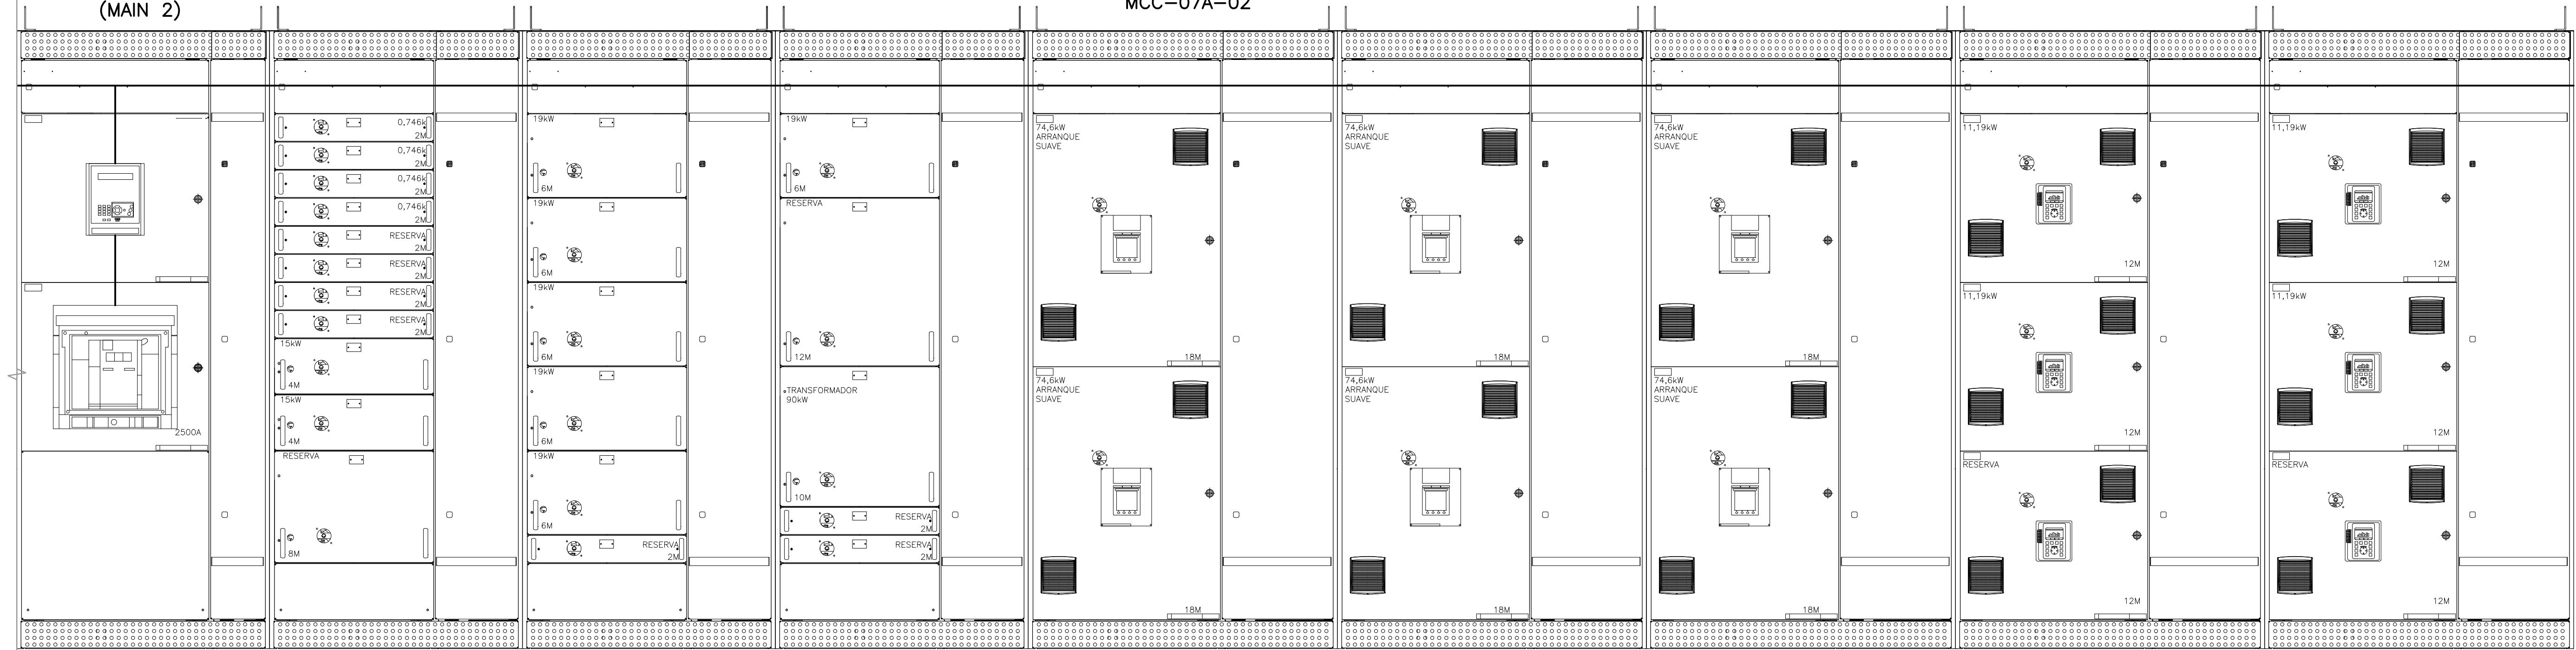 (MAIN 2)
MCC-07A-02
2500A
0,746k
2M
0,746k
2M
0,746k
2M
0,746k
2M
RESERVA
2M
RESERVA
2M
RESERVA
2M
RESERVA
2M
15kW
4M
15kW
4M
RESERVA
8M
19kW
6M
19kW
6M
19kW
6M
19kW
6M
19kW
6M
RESERVA
2M
19kW
6M
RESERVA
12M
TRANSFORMADOR
90kW
10M
RESERVA
2M
RESERVA
2M
74,6kW
ARRANQUE
SUAVE
18M
74,6kW
ARRANQUE
SUAVE
18M
74,6kW
ARRANQUE
SUAVE
18M
74,6kW
ARRANQUE
SUAVE
18M
74,6kW
ARRANQUE
SUAVE
18M
74,6kW
ARRANQUE
SUAVE
18M
11,19kW
12M
11,19kW
12M
RESERVA
12M
11,19kW
12M
11,19kW
12M
RESERVA
12M